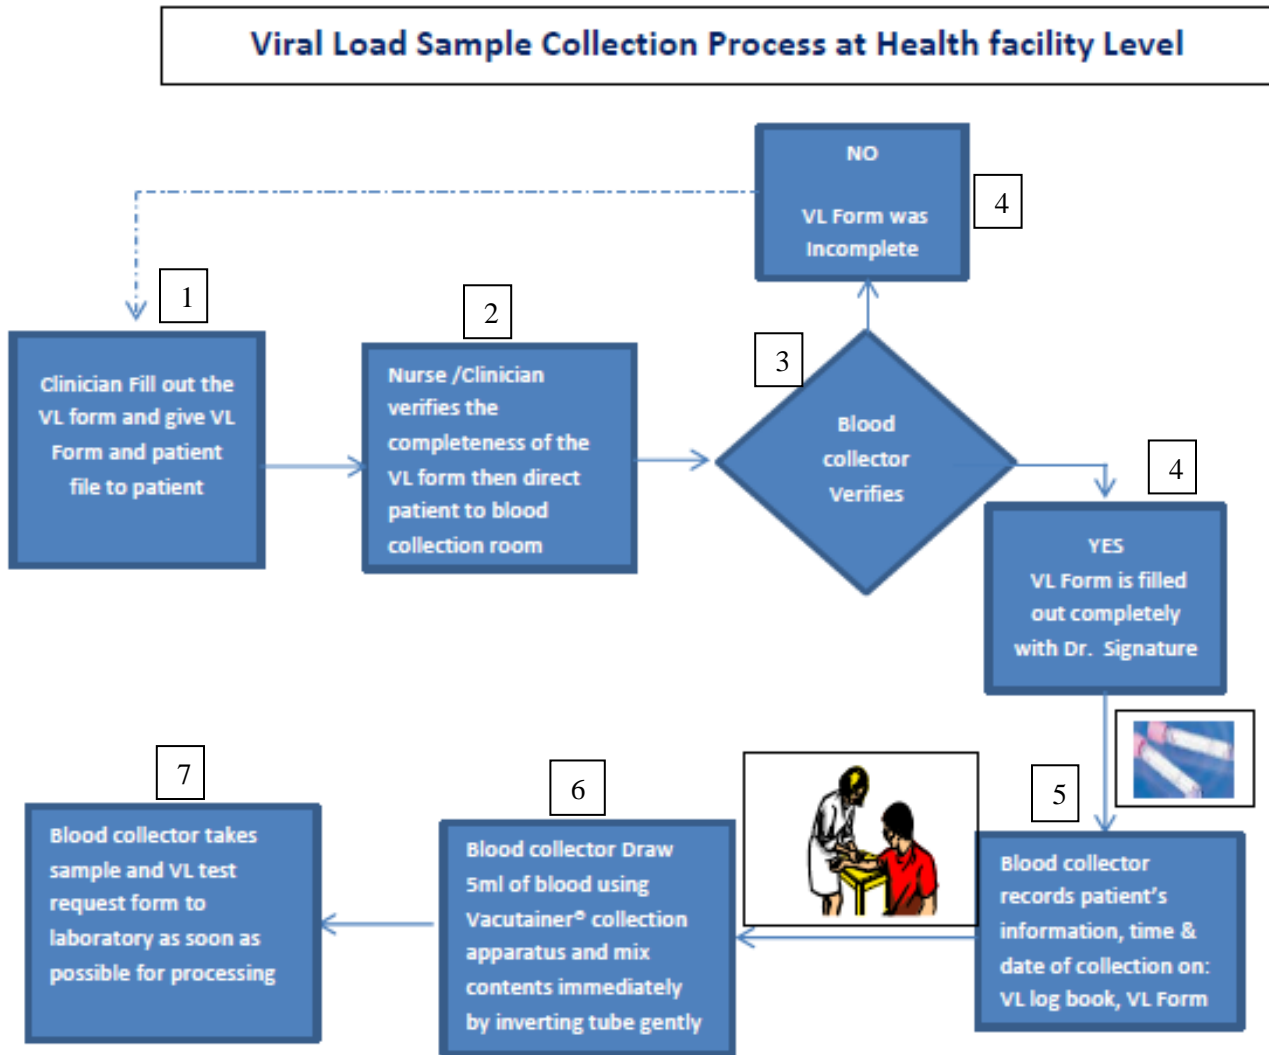 Viral Load Sample Collection Process at Health facility Level
1
Clinician Fill out the
VL form and give VL
Form and patient
file to patient
2
Nurse /Clinician
verifies the
completeness of the
VL form then direct
patient to blood
collection room
3
Blood
collector
Verifies
4
NO
VL Form was
Incomplete
4
YES
VL Form is filled
out completely
with Dr. Signature
5
Blood collector
records patient's
information, time &
date of collection on:
VL log book, VL Form
6
Blood collector Draw
5ml of blood using
Vacutainer® collection
apparatus and mix
contents immediately
by inverting tube gently
7
Blood collector takes
sample and VL test
request form to
laboratory as soon as
possible for processing